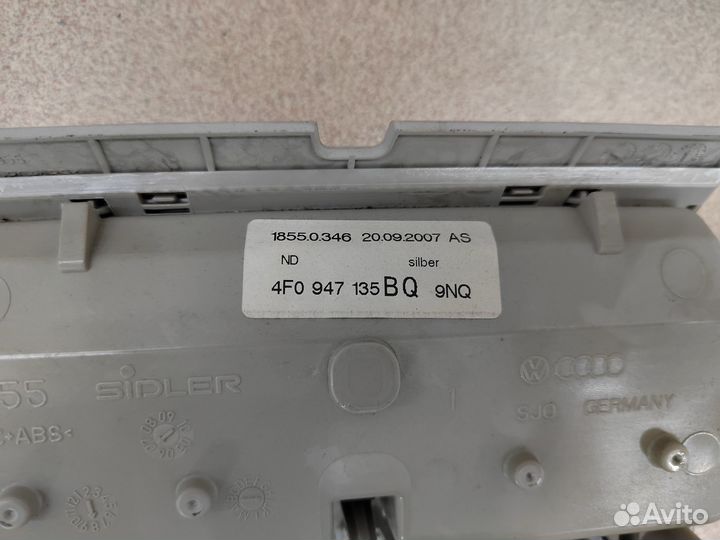 1855.0.346 20.09.2007 AS
ND silber
4F0 947 135 BQ 9NQ
55 SIDLER
+ABS<
SJ0 GERMANY
Avito